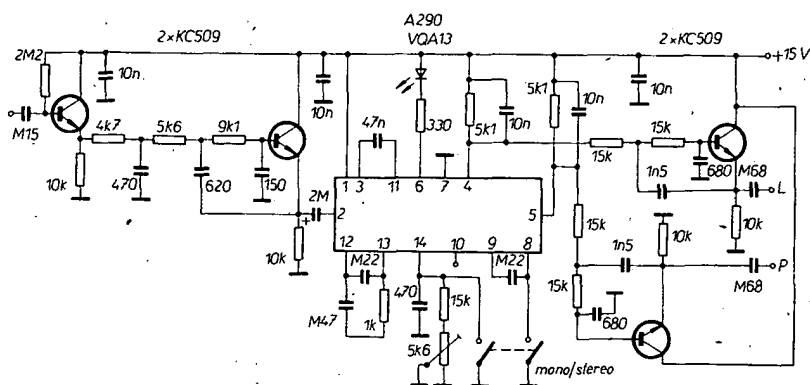 A290
VQA13
2×KC509
2×KC509
+15 V
2M2
10n
10n
5k1
10n
5k1
10n
10n
M15
4k7
5k6
9k1
47n
330
15k
15k
680
M68
L
10k
470
620
150
2M
1n5
10k
1 3 11 6 7 4
2
5
12 13 14 10 9 8
15k
10k
1n5
P
M68
10k
M22
M22
M47
1k
470
15k
5k6
15k
680
mono/stereo